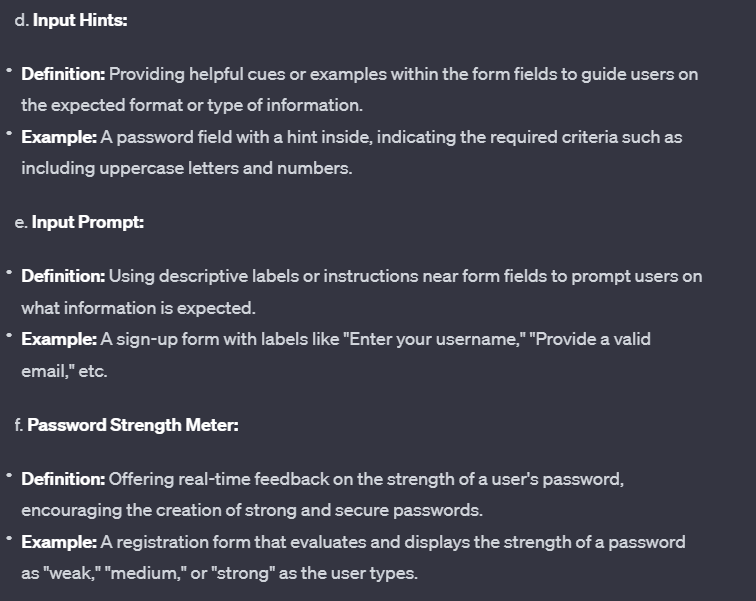 d. Input Hints:
• Definition: Providing helpful cues or examples within the form fields to guide users on
the expected format or type of information.
• Example: A password field with a hint inside, indicating the required criteria such as
including uppercase letters and numbers.
e. Input Prompt:
• Definition: Using descriptive labels or instructions near form fields to prompt users on
what information is expected.
• Example: A sign-up form with labels like "Enter your username," "Provide a valid
email," etc.
f. Password Strength Meter:
• Definition: Offering real-time feedback on the strength of a user's password,
encouraging the creation of strong and secure passwords.
• Example: A registration form that evaluates and displays the strength of a password
as "weak," "medium," or "strong" as the user types.